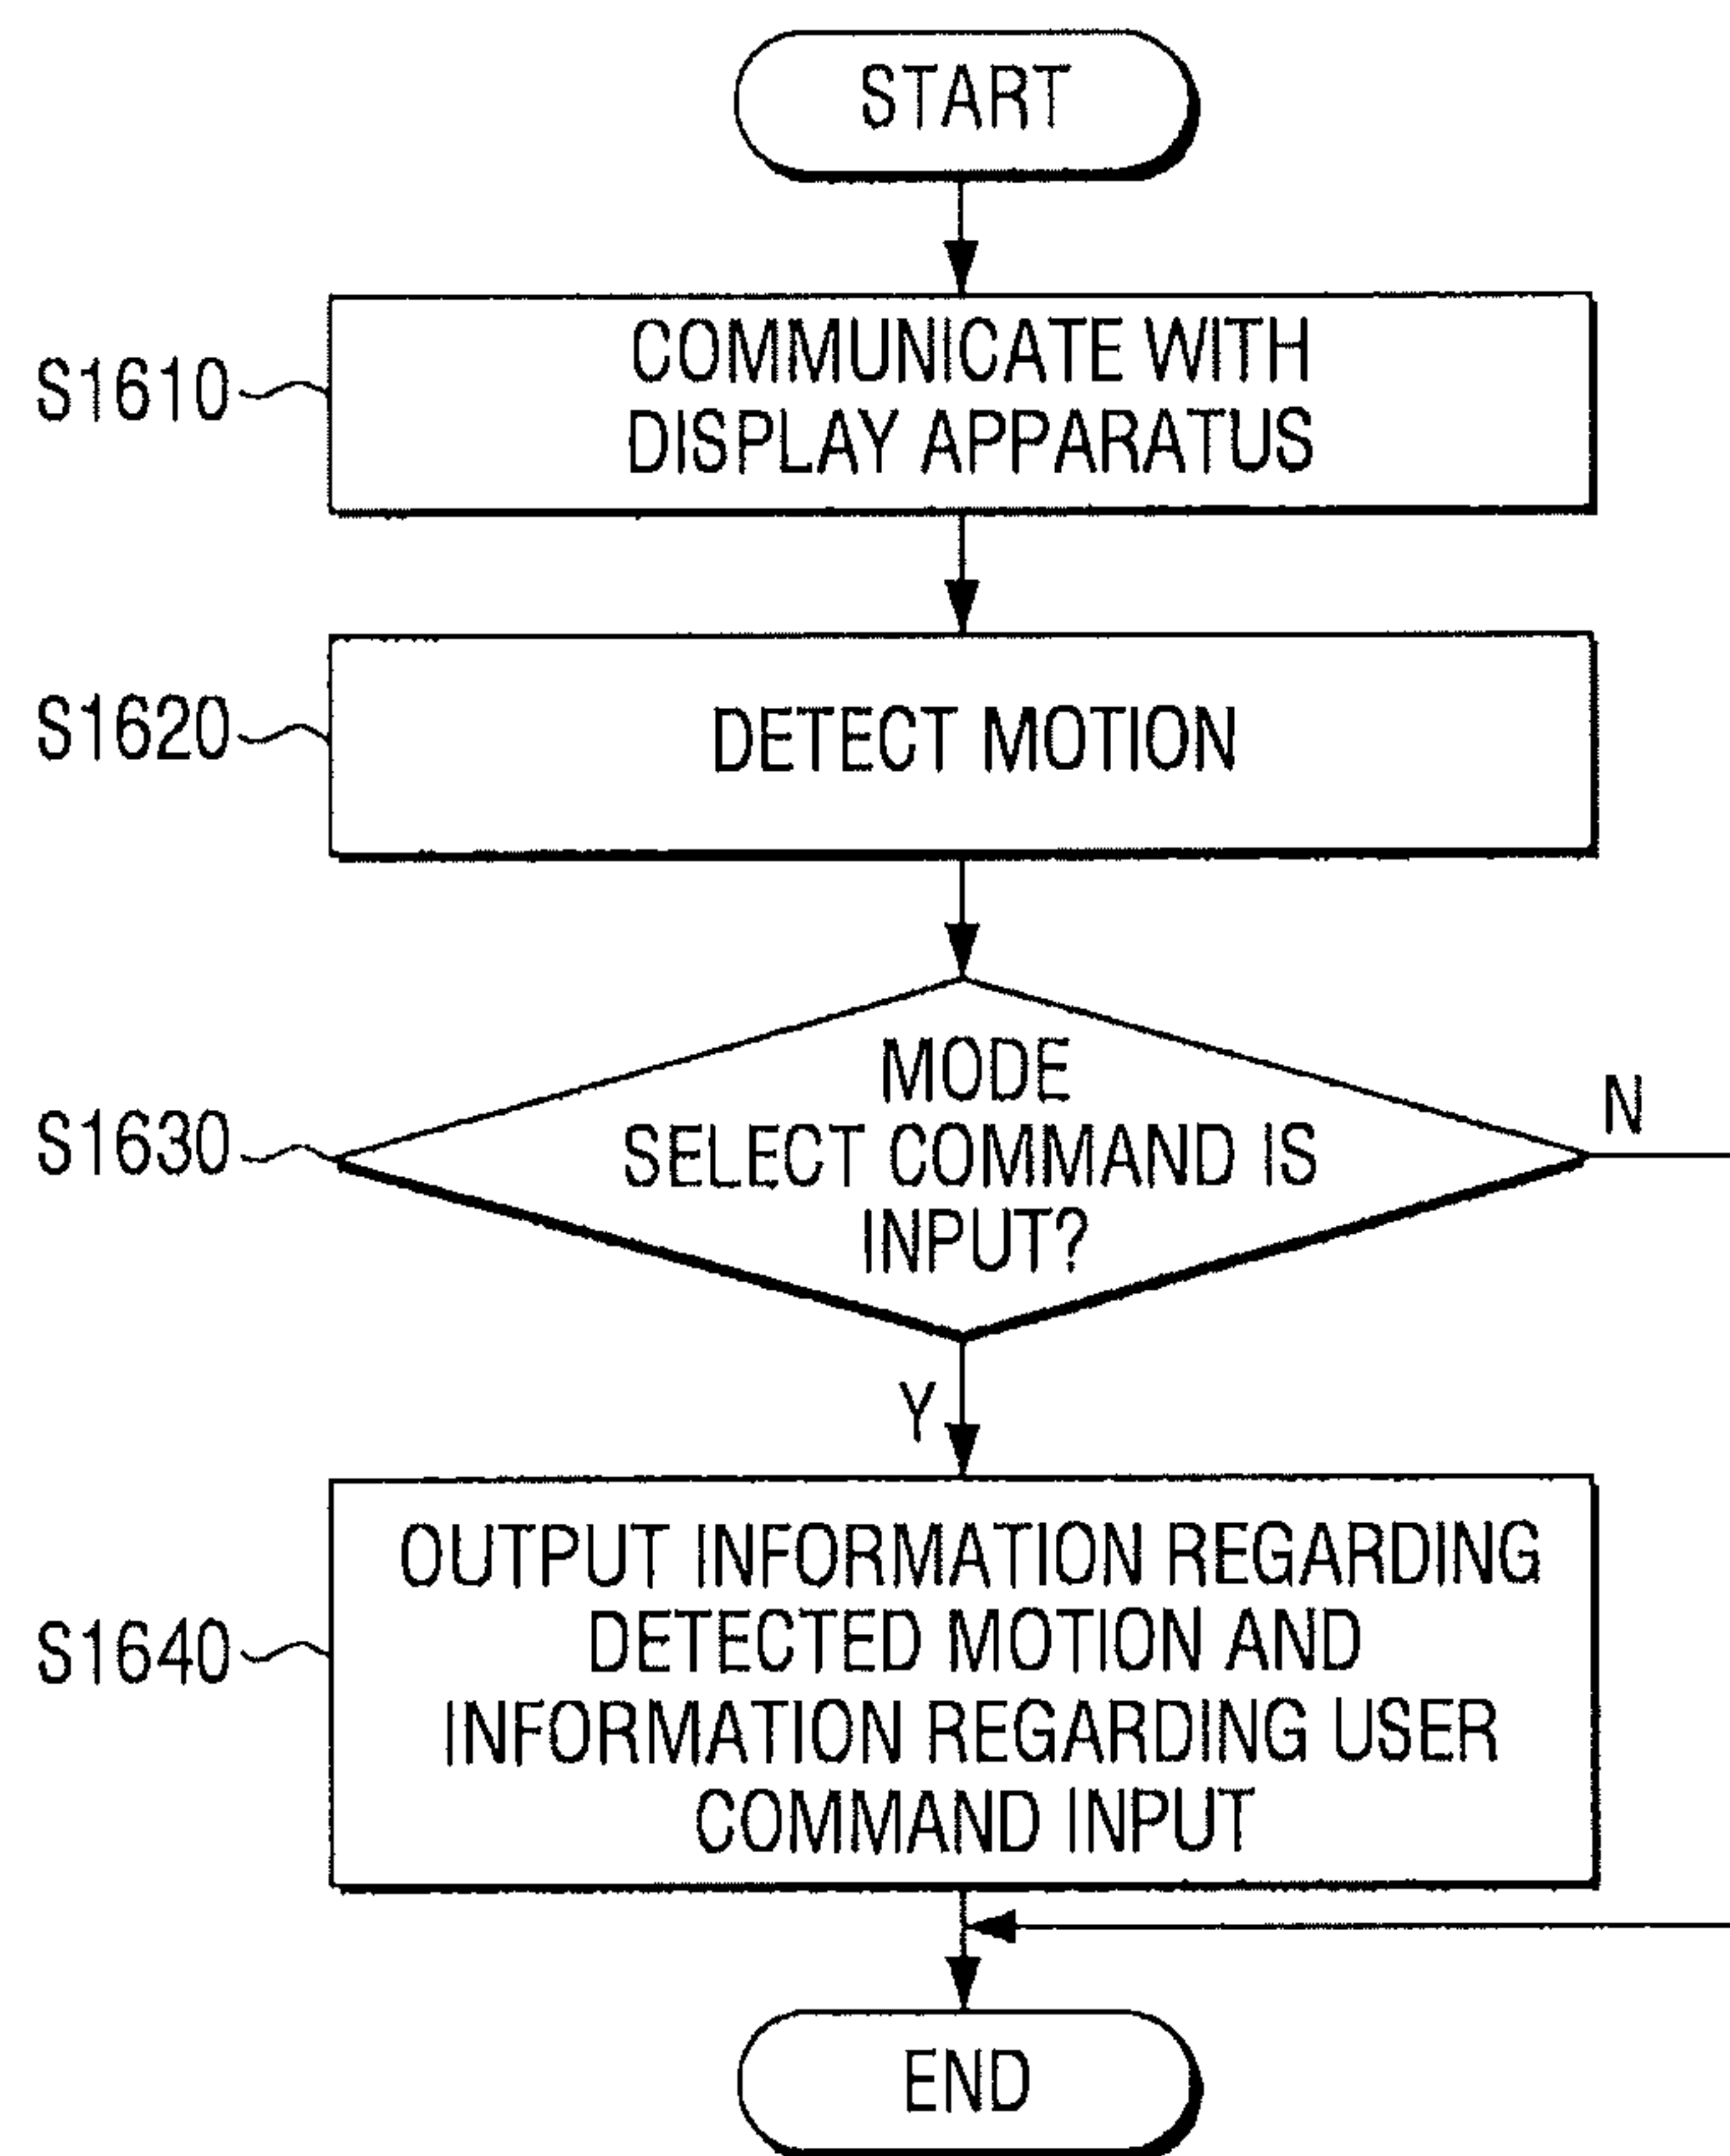 START
S1610
COMMUNICATE WITH
DISPLAY APPARATUS
S1620
DETECT MOTION
S1630
MODE
SELECT COMMAND IS
INPUT?
N
Y
S1640
OUTPUT INFORMATION REGARDING
DETECTED MOTION AND
INFORMATION REGARDING USER
COMMAND INPUT
END